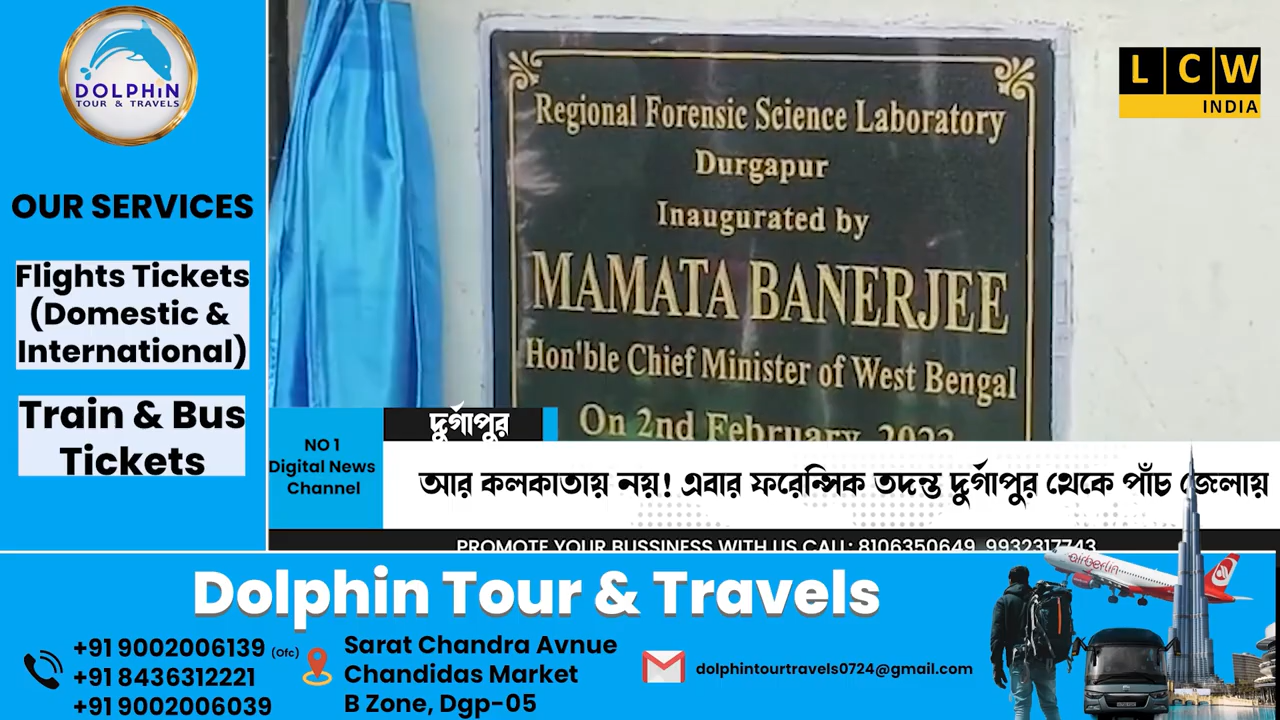 DOLPHIN
TOUR & TRAVELS
OUR SERVICES
Flights Tickets
(Domestic &
International)
Train & Bus
Tickets
Regional Forensic Science Laboratory
Durgapur
Inaugurated by
MAMATA BANERJEE
Hon'ble Chief Minister of West Bengal
On 2nd February,
LCW
INDIA
দুর্গাপুর
NO 1
Digital News
Channel
আর কলকাতায় নয়! এবার ফরেন্সিক তদন্ত দুর্গাপুর থেকে পাঁচ জেলায়
PROMOTE YOUR BUSSINESS WITH US CALL: 8106350649, 9932317743
Dolphin Tour & Travels
+91 9002006139 (Ofc)
+91 8436312221
+91 9002006039
Sarat Chandra Avnue
Chandidas Market
B Zone, Dgp-05
dolphintourtravels0724@gmail.com
airberlin